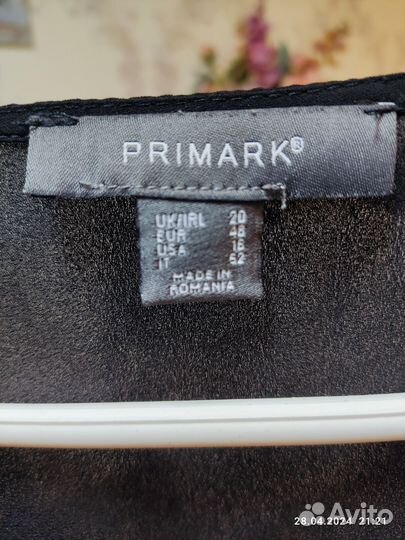 PRIMARK®
UK/IRL 20
EUR 48
USA 16
IT 52
MADE IN
ROMANIA
28.04.2024 21:21
Avito